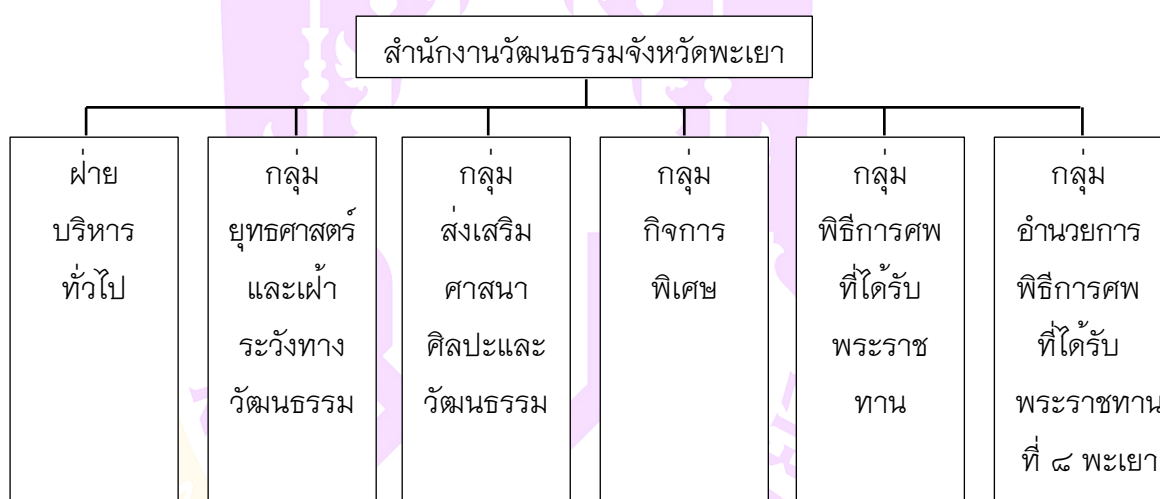 สำนักงานวัฒนธรรมจังหวัดพะเยา
ฝ่าย
บริหาร
ทั่วไป
กลุ่ม
ยุทธศาสตร์
และเฝ้า
ระวังทาง
วัฒนธรรม
กลุ่ม
ส่งเสริม
ศาสนา
ศิลปะและ
วัฒนธรรม
กลุ่ม
กิจการ
พิเศษ
กลุ่ม
พิธีการศพ
ที่ได้รับ
พระราช
ทาน
กลุ่ม
อำนวยการ
พิธีการศพ
ที่ได้รับ
พระราชทาน
ที่ ๘ พะเยา